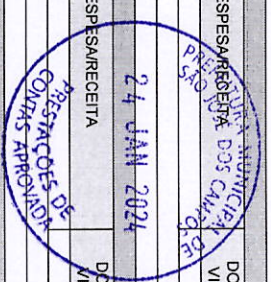 ESPESA/RECEITA
DO
VI
PREFEITURA MUNICIPAL DE
SÃO JOSÉ DOS CAMPOS
24 JAN 2024
ESPESA/RECEITA
DO
VI
PRESTAÇÕES DE
CONTAS APROVADA